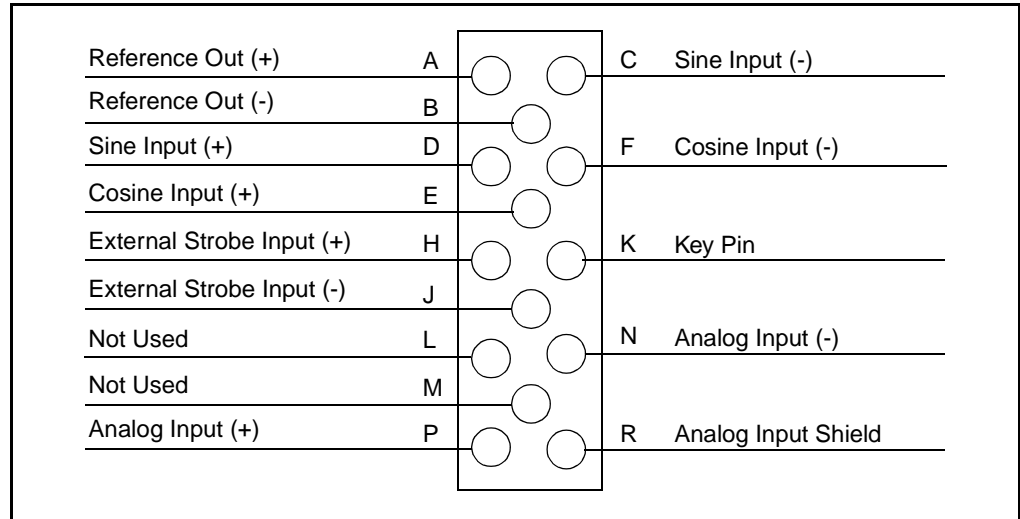 Reference Out (+) A
C Sine Input (-)
Reference Out (-) B
Sine Input (+) D
F Cosine Input (-)
Cosine Input (+) E
External Strobe Input (+) H
K Key Pin
External Strobe Input (-) J
Not Used L
N Analog Input (-)
Not Used M
Analog Input (+) P
R Analog Input Shield